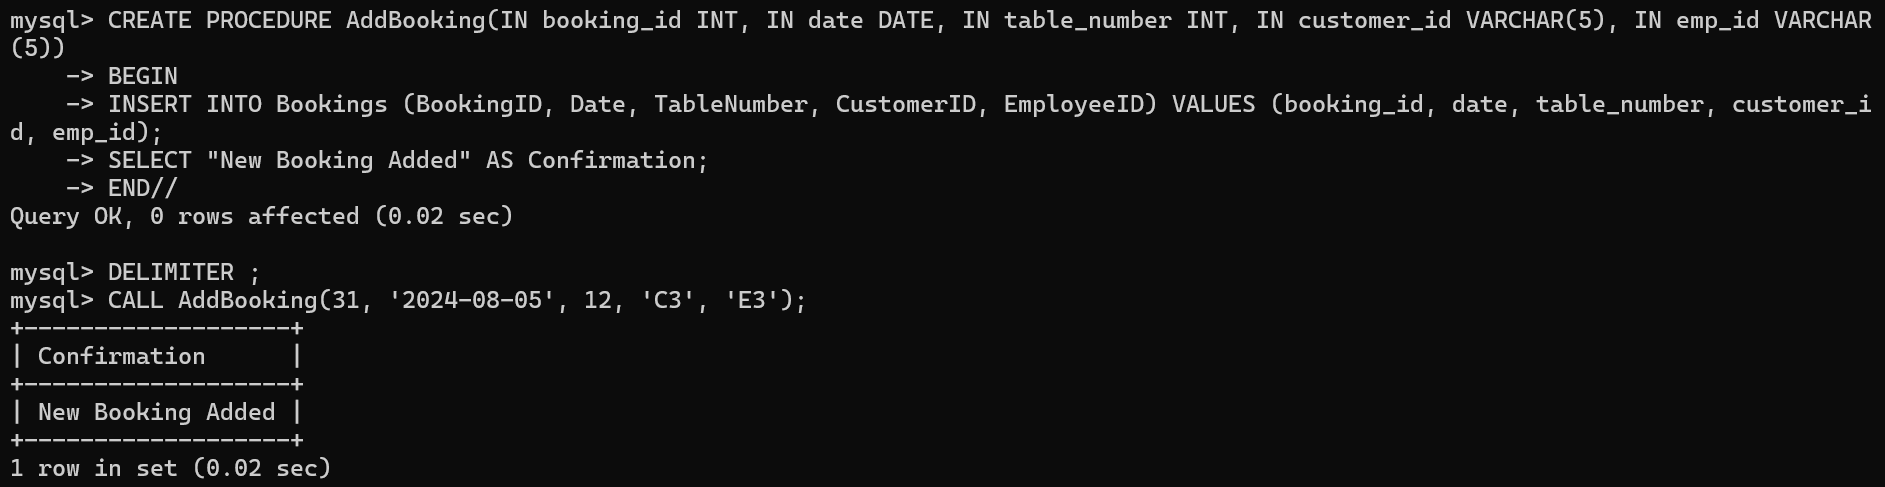 mysql> CREATE PROCEDURE AddBooking(IN booking_id INT, IN date DATE, IN table_number INT, IN customer_id VARCHAR(5), IN emp_id VARCHAR
(5))
    -> BEGIN
    -> INSERT INTO Bookings (BookingID, Date, TableNumber, CustomerID, EmployeeID) VALUES (booking_id, date, table_number, customer_i
d, emp_id);
    -> SELECT "New Booking Added" AS Confirmation;
    -> END//
Query OK, 0 rows affected (0.02 sec)

mysql> DELIMITER ;
mysql> CALL AddBooking(31, '2024-08-05', 12, 'C3', 'E3');
+-------------------+
| Confirmation      |
+-------------------+
| New Booking Added |
+-------------------+
1 row in set (0.02 sec)